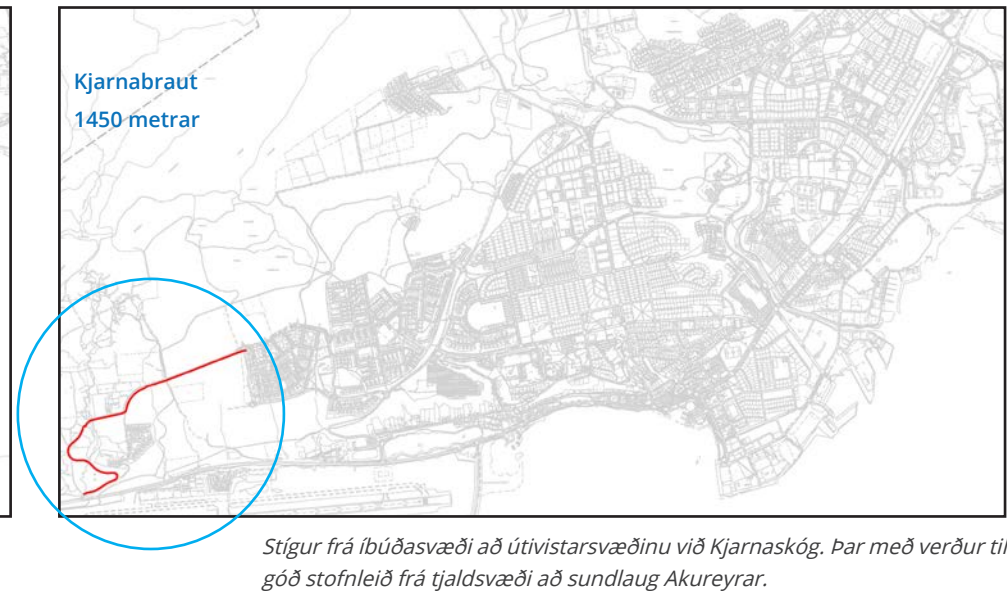 Kjarnabraut
1450 metrar
Stígur frá íbúðasvæði að útivistarsvæðinu við Kjarnaskóg. Þar með verður til
góð stofnleið frá tjaldsvæði að sundlaug Akureyrar.